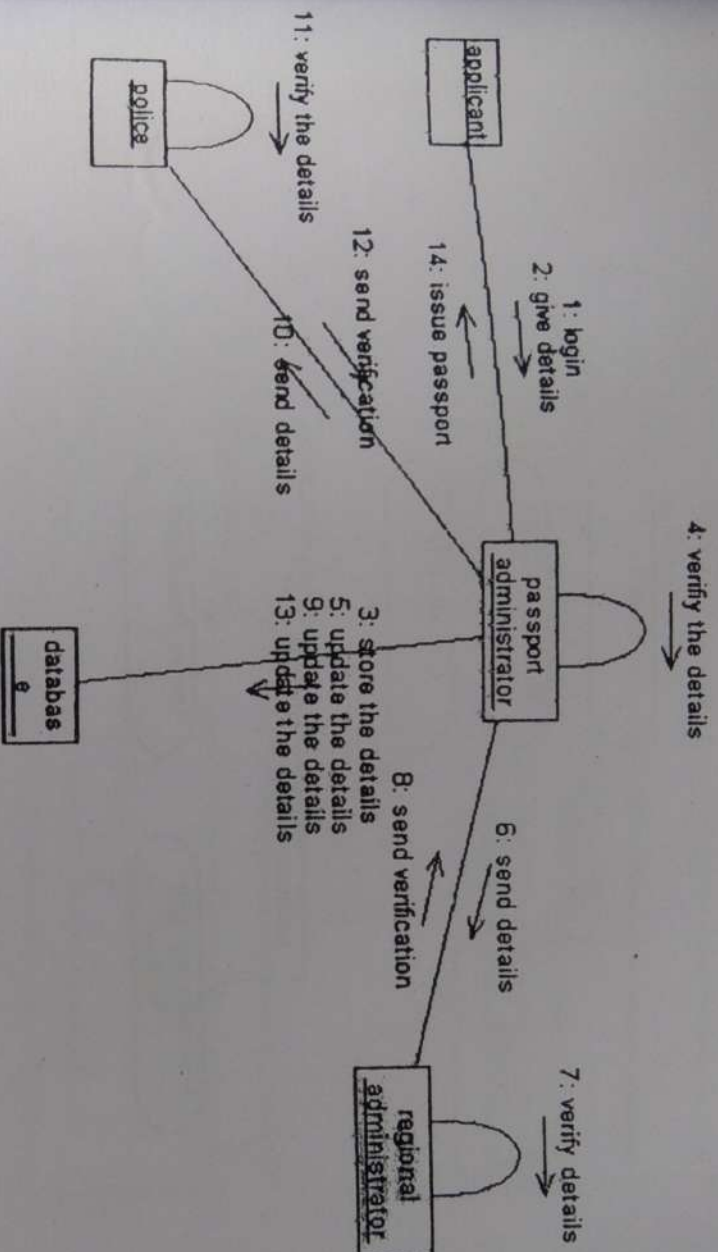 4: verify the details
1: login
2: give details
applicant
14: issue passport
passport
administrator
11: verify the details
police
12: send verification
10: send details
6: send details
8: send verification
7: verify details
regional
administrator
3: store the details
5: update the details
9: update the details
13: update the details
databas
e